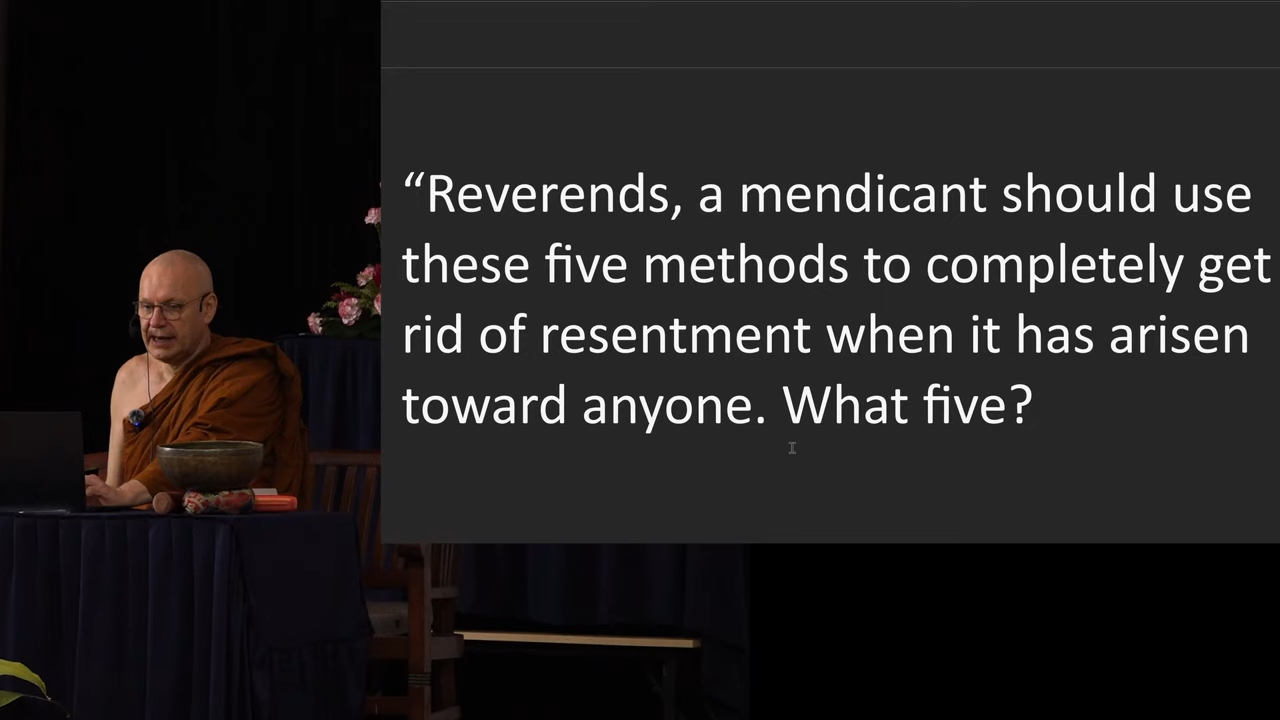 “Reverends, a mendicant should use
these five methods to completely get
rid of resentment when it has arisen
toward anyone. What five?